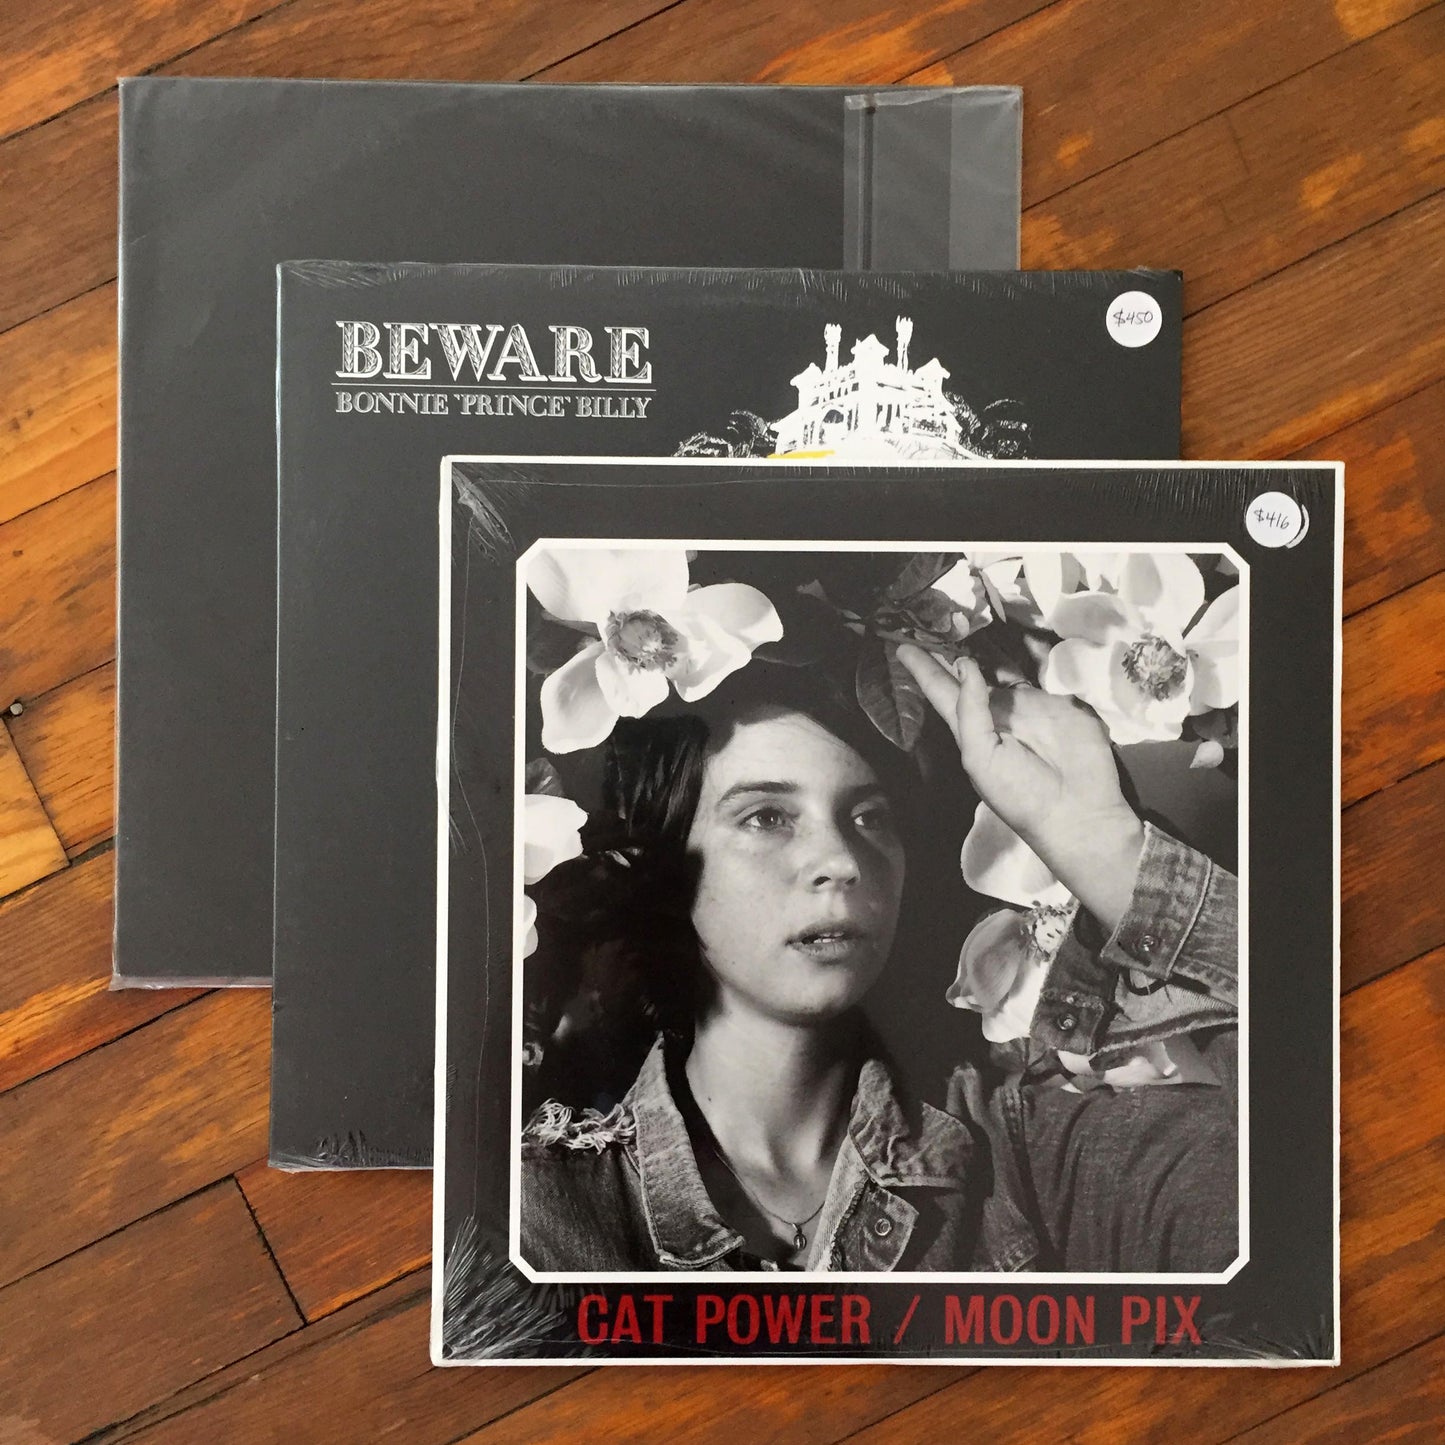 BEWARE
BONNIE 'PRINCE' BILLY
$450
$416
CAT POWER / MOON PIX